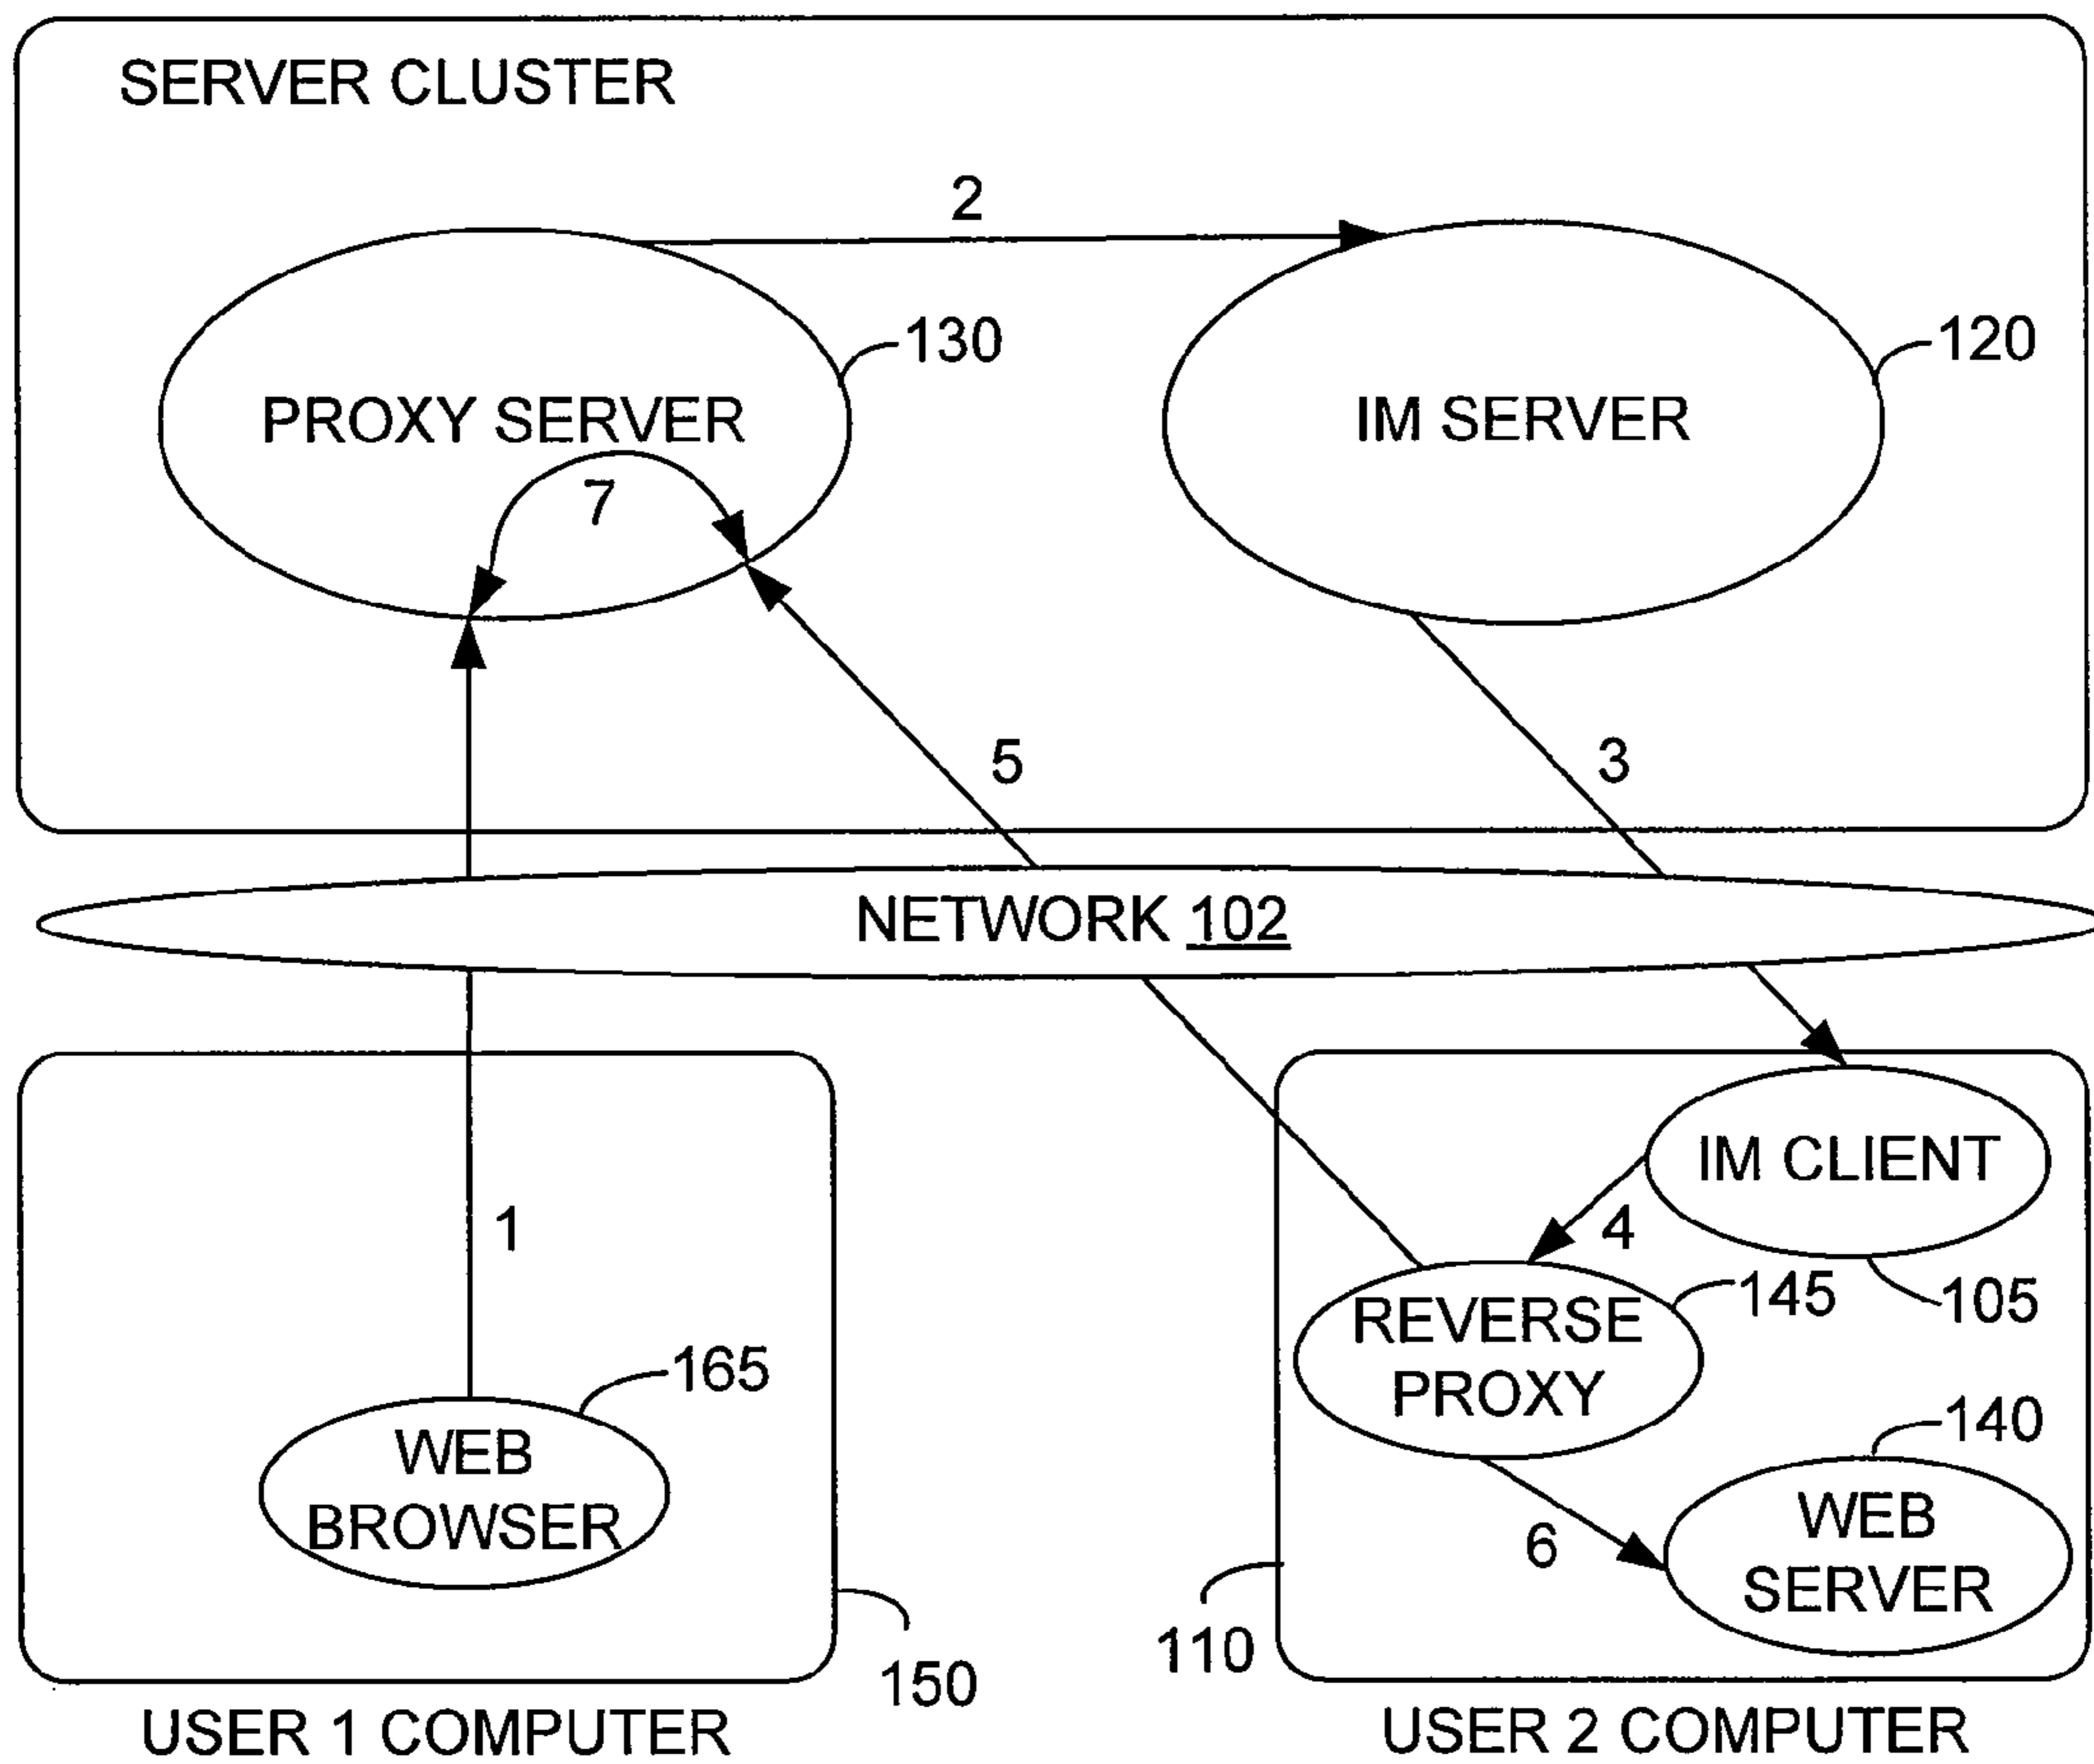 SERVER CLUSTER
2
130
120
PROXY SERVER
IM SERVER
7
5
3
NETWORK 102
IM CLIENT
1
4
145
105
REVERSE
PROXY
165
140
WEB
BROWSER
WEB
SERVER
6
110
150
USER 1 COMPUTER
USER 2 COMPUTER